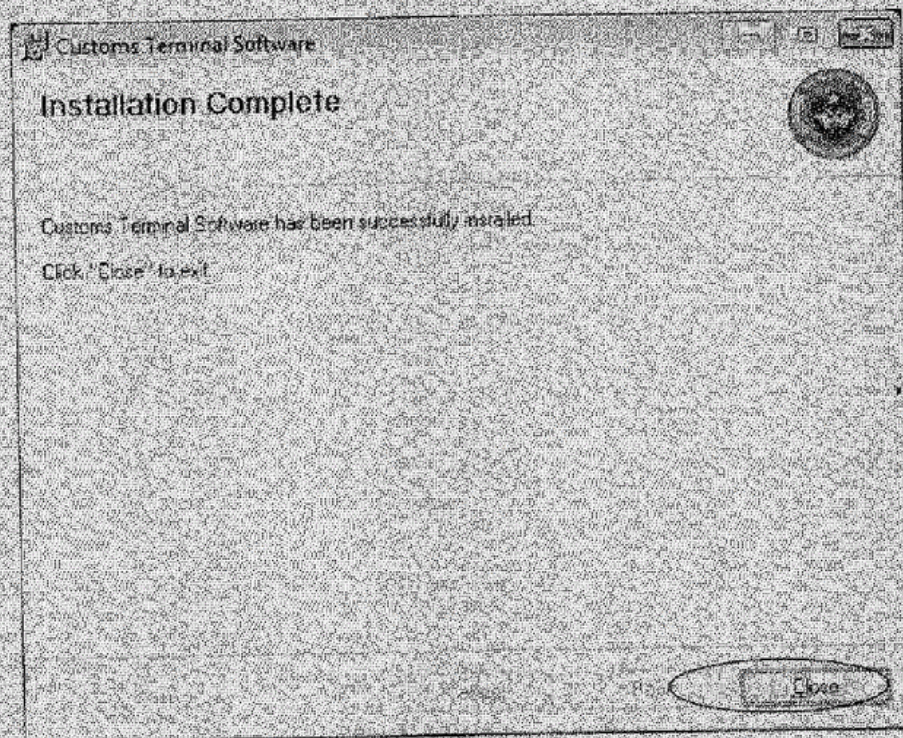 Customs Terminal Software
Installation Complete
Customs Terminal Software has been successfully installed.
Click "Close" to exit.
Close